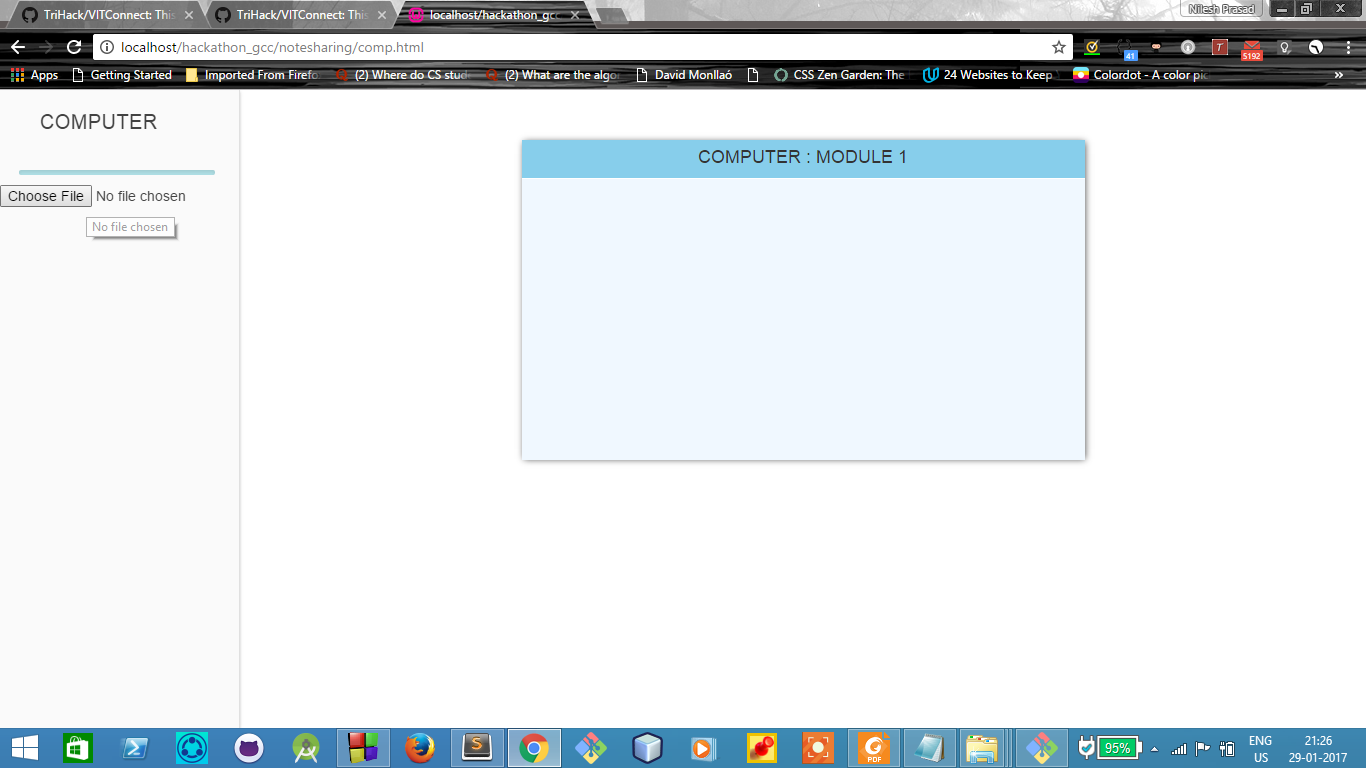 TriHack/VITConnect: This
TriHack/VITConnect: This
localhost/hackathon_gcc
Nilesh Prasad
localhost/hackathon_gcc/notesharing/comp.html
41
T
5192
Apps
Getting Started
Imported From Firefo
(2) Where do CS stud
(2) What are the algo
David Monllaó
CSS Zen Garden: The
24 Websites to Keep
Colordot - A color pic
»
COMPUTER
COMPUTER : MODULE 1
Choose File No file chosen
No file chosen
S
PDF
95%
ENG
US
21:26
29-01-2017